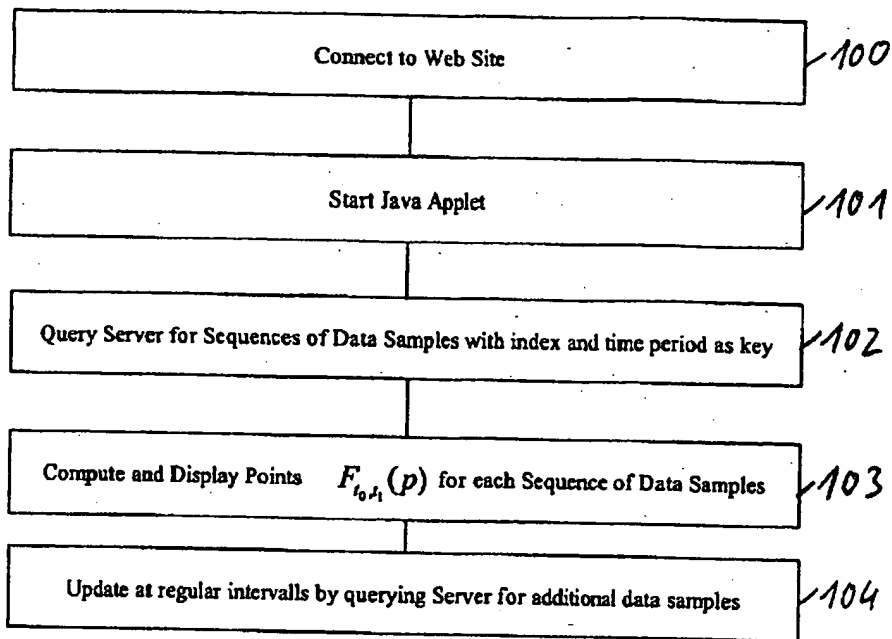 Connect to Web Site 100
Start Java Applet 101
Query Server for Sequences of Data Samples with index and time period as key 102
Compute and Display Points F_{t_0,t_1}(p) for each Sequence of Data Samples 103
Update at regular intervalls by querying Server for additional data samples 104